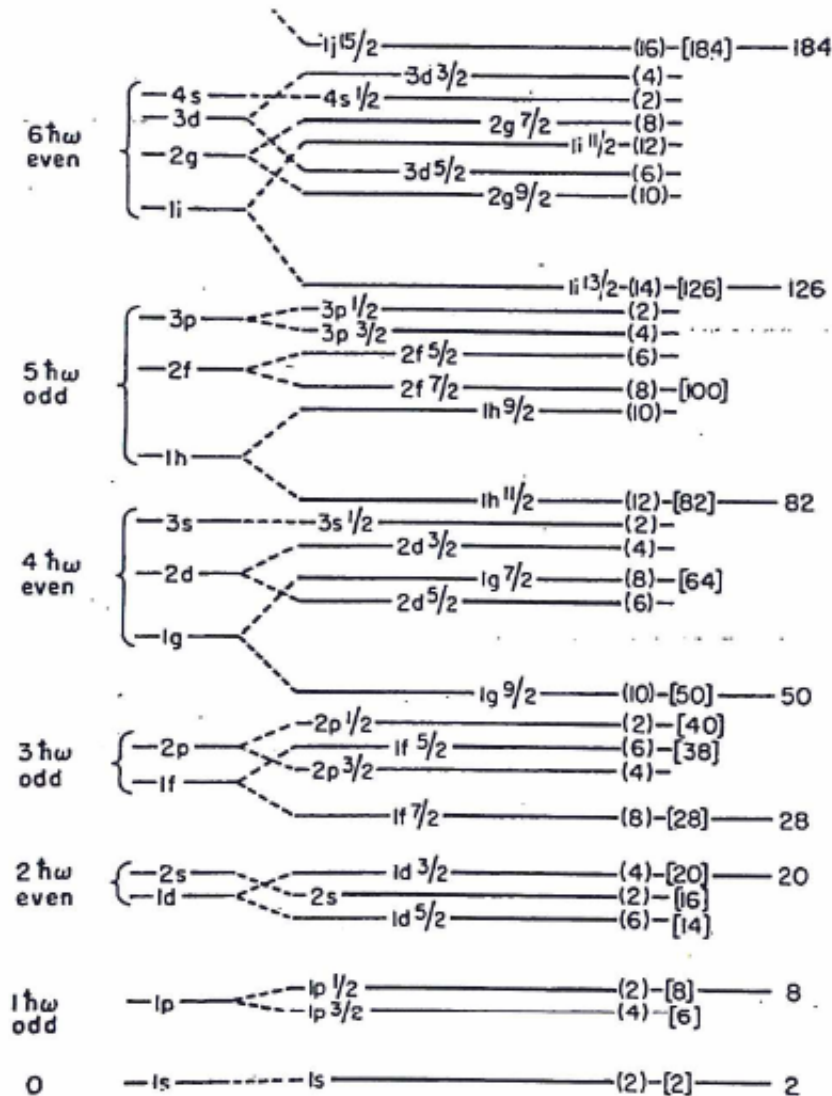 1j 15/2 (16) [184] 184
3d 3/2 (4)
4s 4s 1/2 (2)
3d
2g 7/2 (8)
6ħω
even
1i 11/2 (12)
2g
3d 5/2 (6)
2g 9/2 (10)
1i
1i 13/2 (14) [126] 126
3p 1/2 (2)
3p
3p 3/2 (4)
2f 5/2 (6)
2f
5ħω
odd
2f 7/2 (8) [100]
1h 9/2 (10)
1h
1h 11/2 (12) [82] 82
3s 3s 1/2 (2)
2d 3/2 (4)
4ħω
even
2d
1g 7/2 (8) [64]
2d 5/2 (6)
1g
1g 9/2 (10) [50] 50
2p 1/2 (2) [40]
3ħω
odd
2p
1f 5/2 (6) [38]
2p 3/2 (4)
1f
1f 7/2 (8) [28] 28
2ħω
even
2s
1d 3/2 (4) [20] 20
1d
2s (2) [16]
1d 5/2 (6) [14]
1p 1/2 (2) [8] 8
1ħω
odd
1p
1p 3/2 (4) [6]
0 1s 1s (2) [2] 2